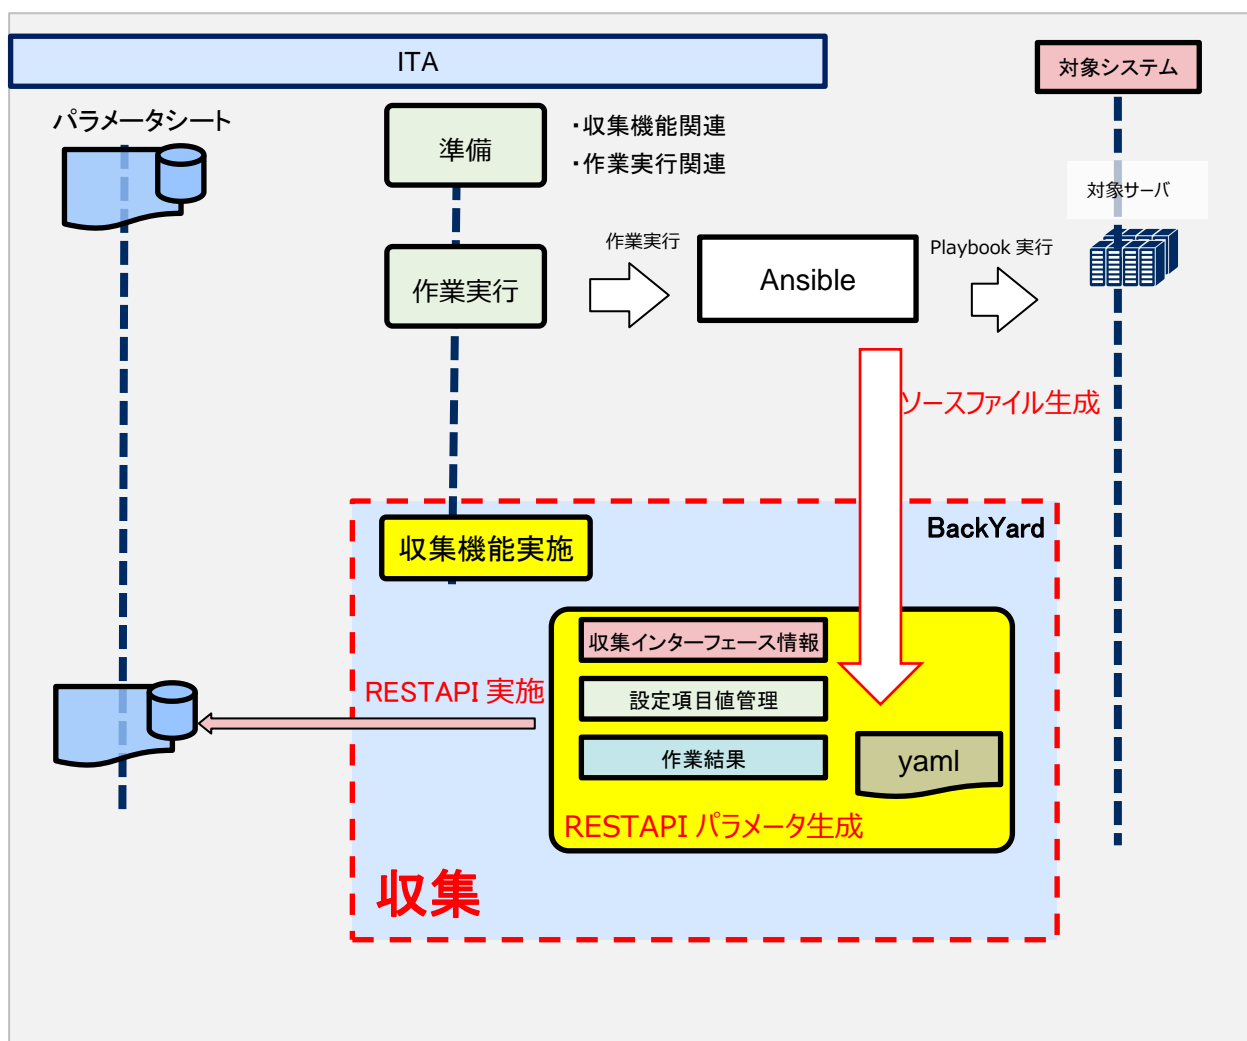 ITA
対象システム
パラメータシート
準備
・収集機能関連
・作業実行関連
対象サーバ
作業実行
作業実行
Ansible
Playbook 実行
ソースファイル生成
BackYard
収集機能実施
収集インターフェース情報
RESTAPI 実施
設定項目値管理
作業結果
yaml
RESTAPI パラメータ生成
収集